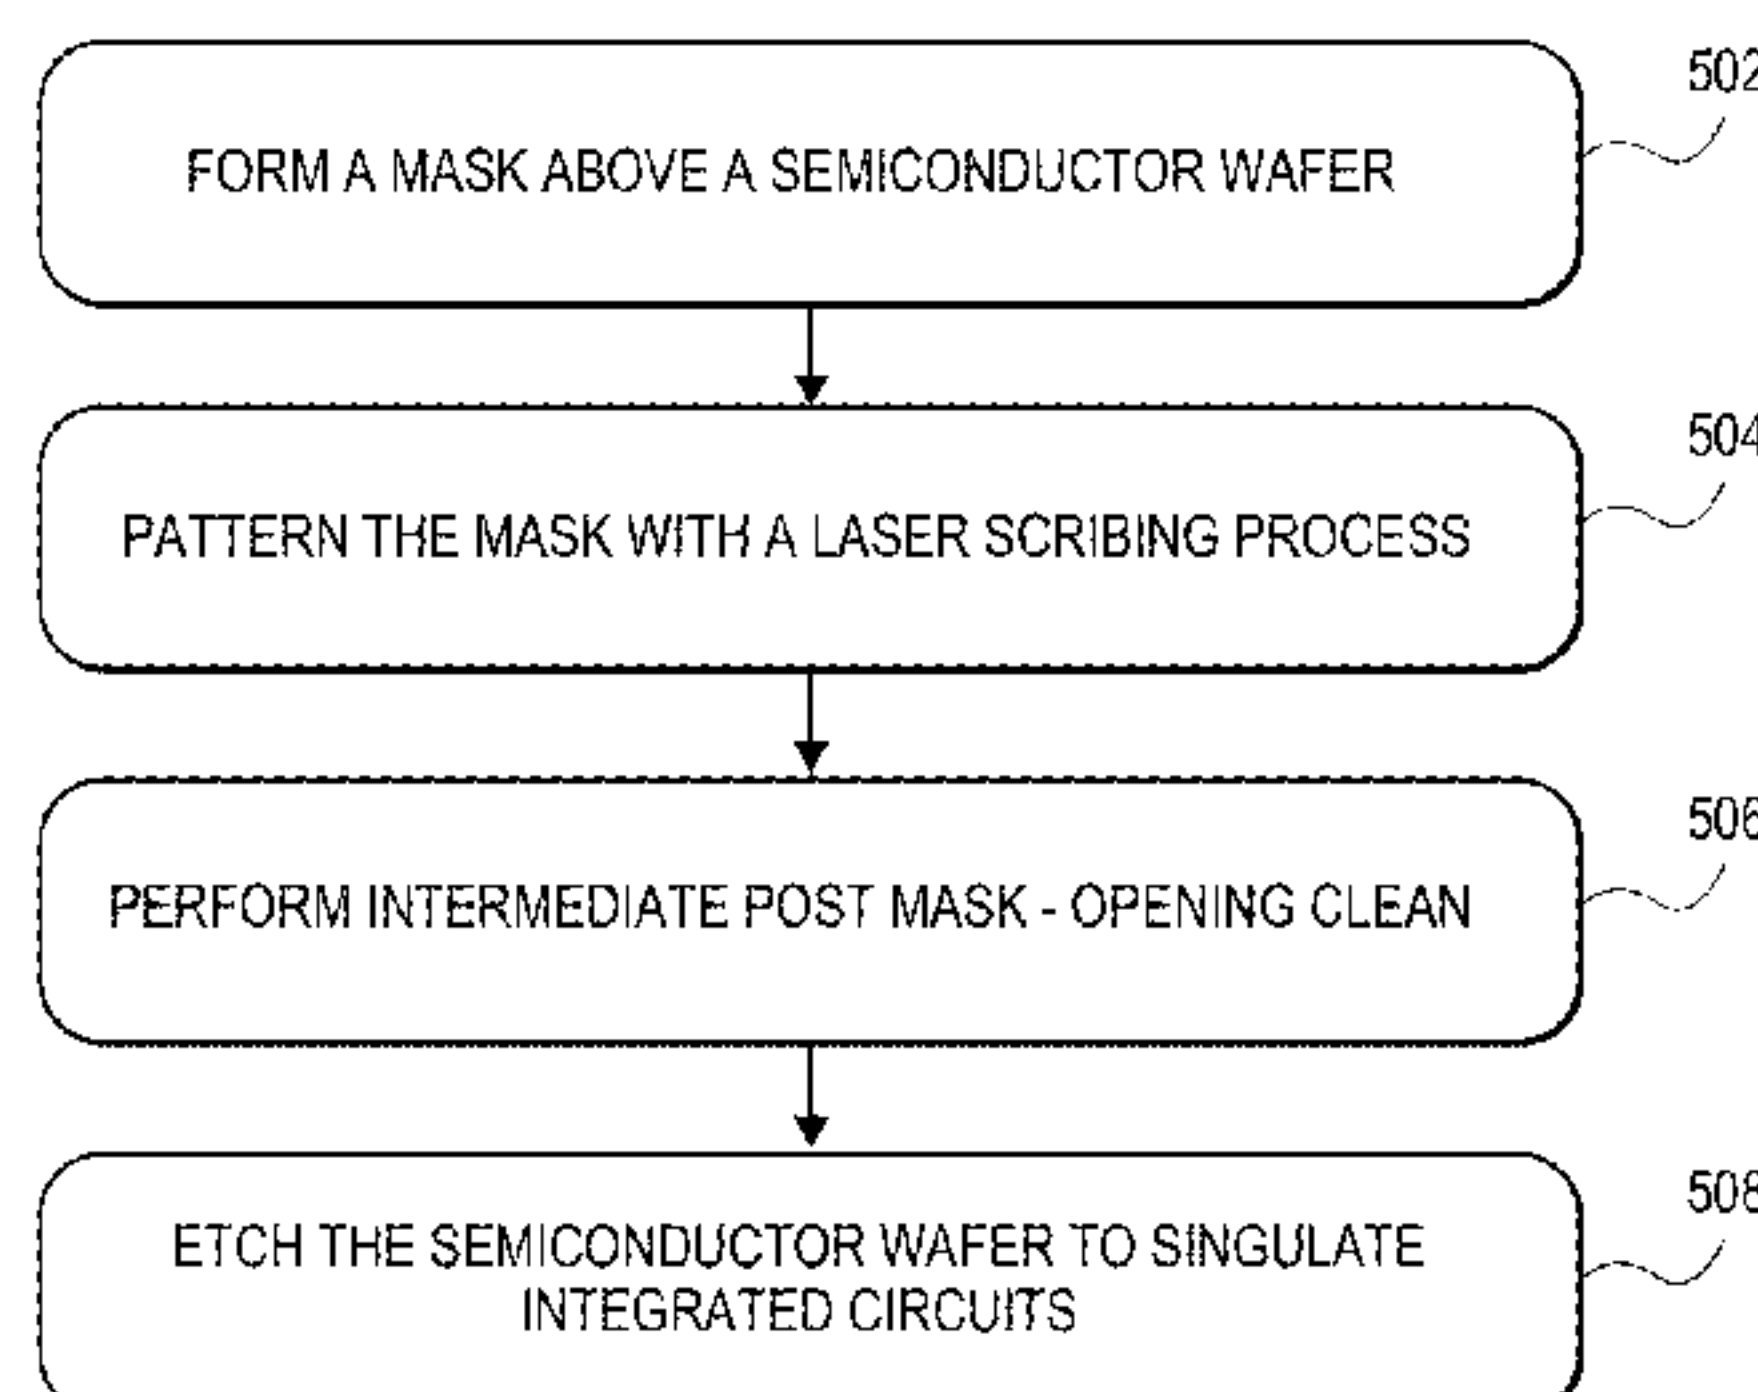 502
FORM A MASK ABOVE A SEMICONDUCTOR WAFER
504
PATTERN THE MASK WITH A LASER SCRIBING PROCESS
506
PERFORM INTERMEDIATE POST MASK - OPENING CLEAN
508
ETCH THE SEMICONDUCTOR WAFER TO SINGULATE
INTEGRATED CIRCUITS